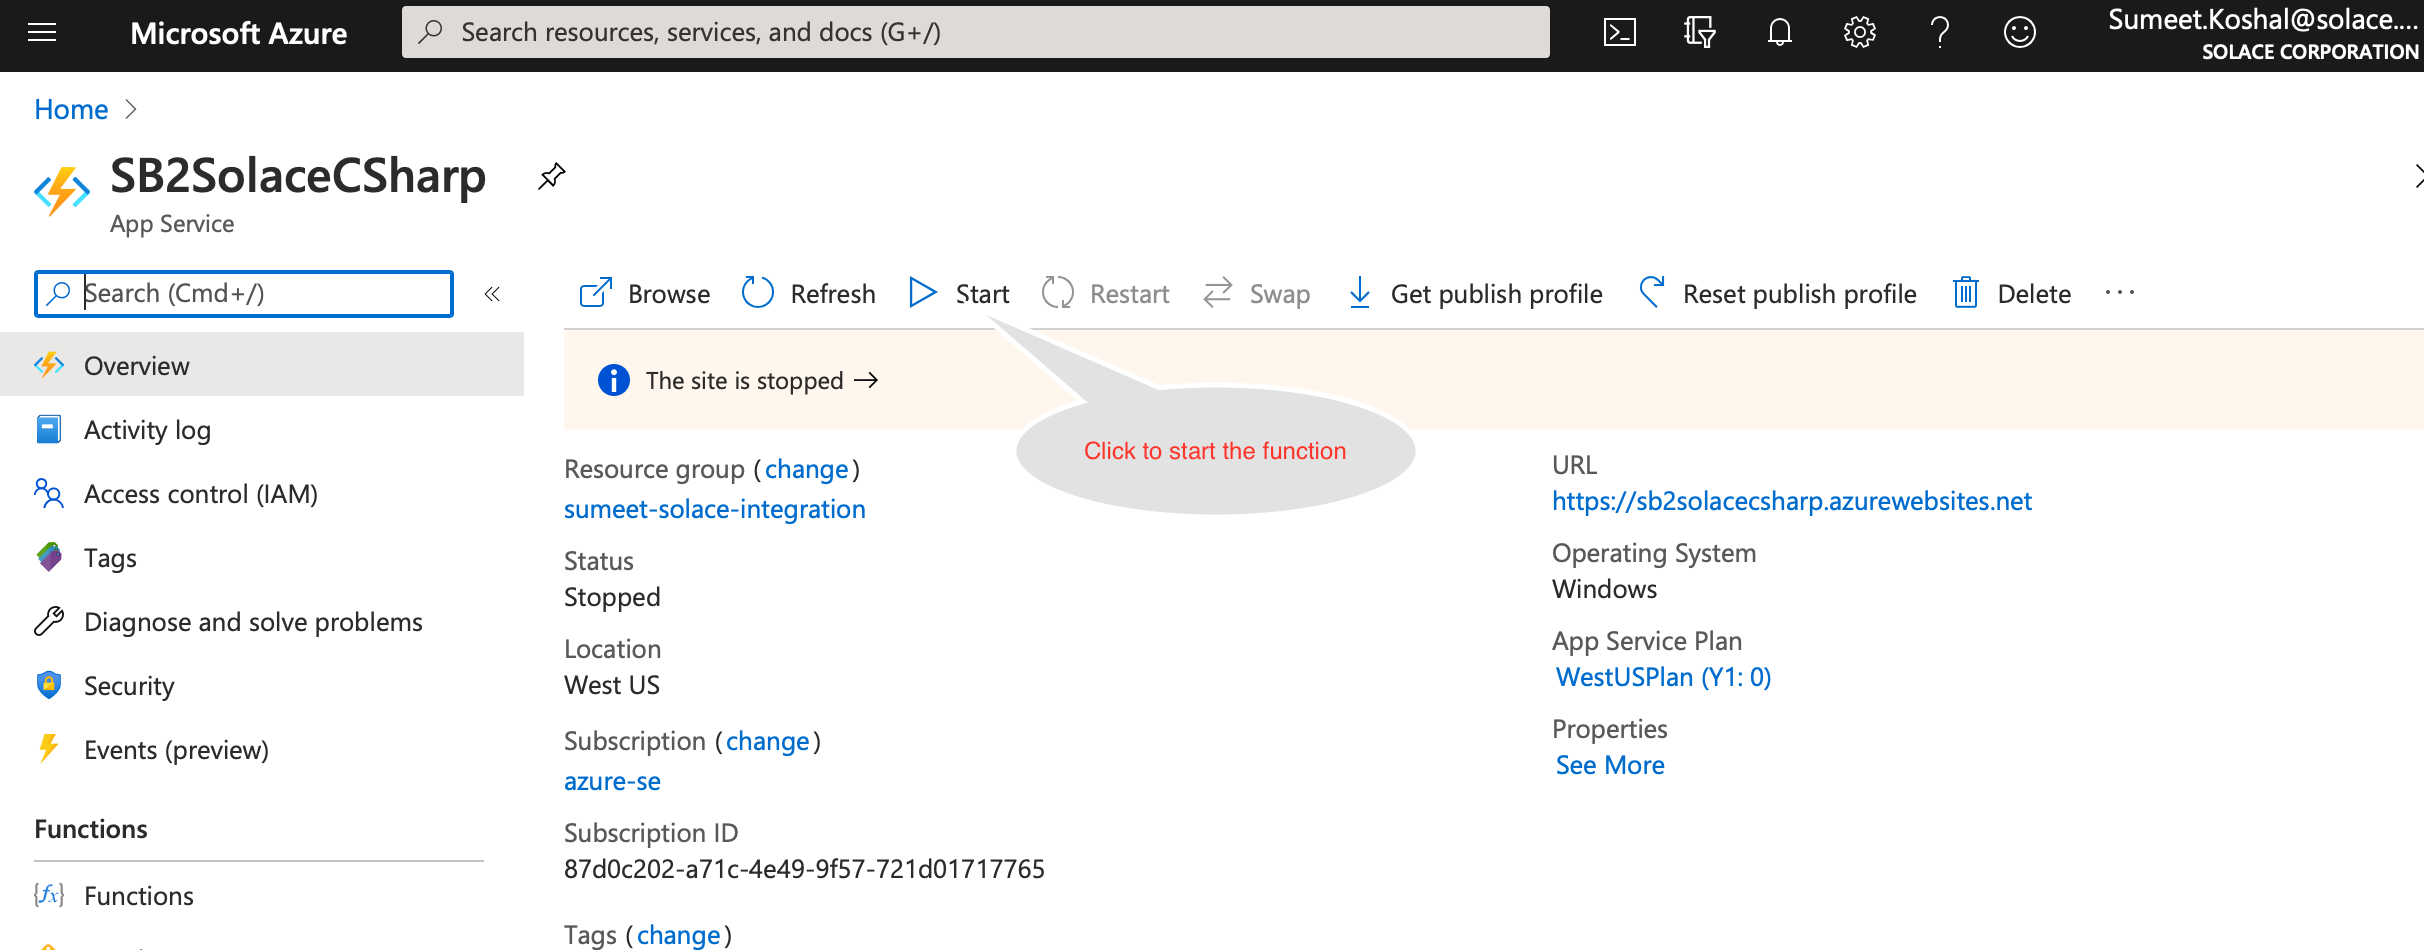 Microsoft Azure
Search resources, services, and docs (G+/)
Sumeet.Koshal@solace....
SOLACE CORPORATION
Home
SB2SolaceCSharp
App Service
Search (Cmd+/)
Browse Refresh Start Restart Swap Get publish profile Reset publish profile Delete
Overview
Activity log
Access control (IAM)
Tags
Diagnose and solve problems
Security
Events (preview)
Functions
Functions
The site is stopped →
Click to start the function
Resource group (change)
sumeet-solace-integration
Status
Stopped
Location
West US
Subscription (change)
azure-se
Subscription ID
87d0c202-a71c-4e49-9f57-721d01717765
Tags (change)
URL
https://sb2solacecsharp.azurewebsites.net
Operating System
Windows
App Service Plan
WestUSPlan (Y1: 0)
Properties
See More